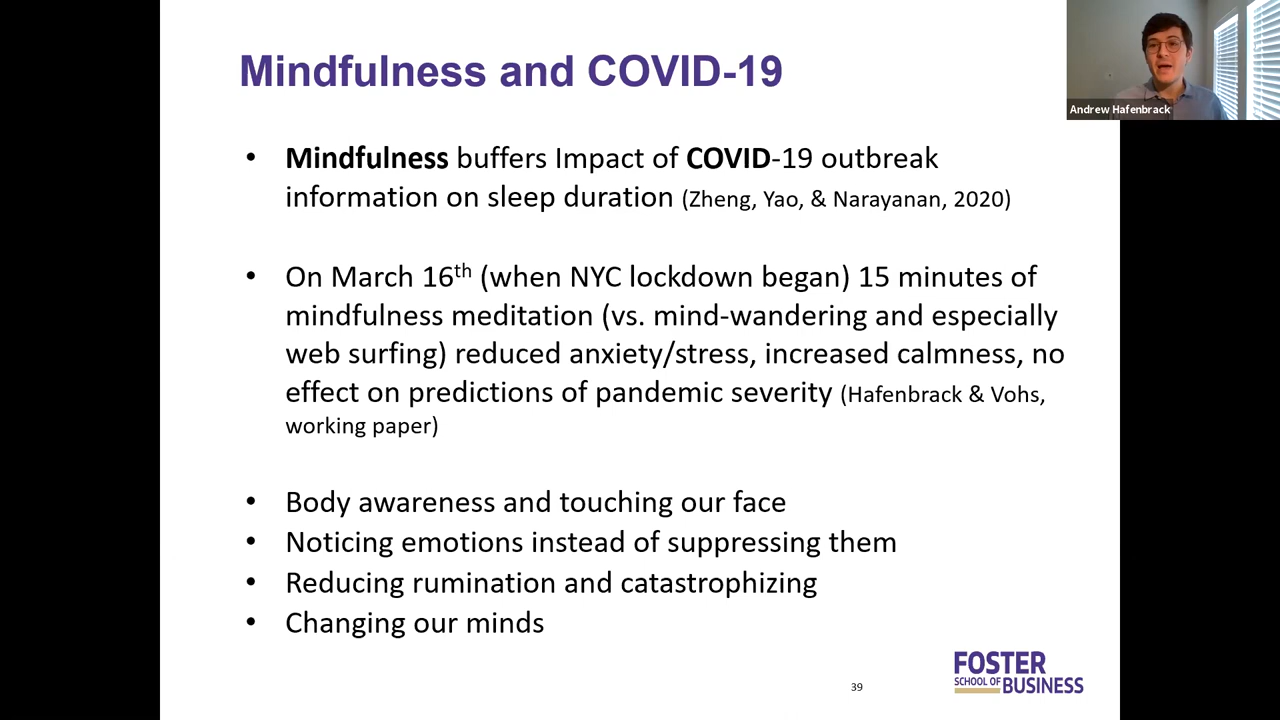 Mindfulness and COVID-19
Andrew Hafenbrack
• Mindfulness buffers Impact of COVID-19 outbreak
information on sleep duration (Zheng, Yao, & Narayanan, 2020)
• On March 16th (when NYC lockdown began) 15 minutes of
mindfulness meditation (vs. mind-wandering and especially
web surfing) reduced anxiety/stress, increased calmness, no
effect on predictions of pandemic severity (Hafenbrack & Vohs,
working paper)
• Body awareness and touching our face
• Noticing emotions instead of suppressing them
• Reducing rumination and catastrophizing
• Changing our minds
39
FOSTER
SCHOOL OF BUSINESS